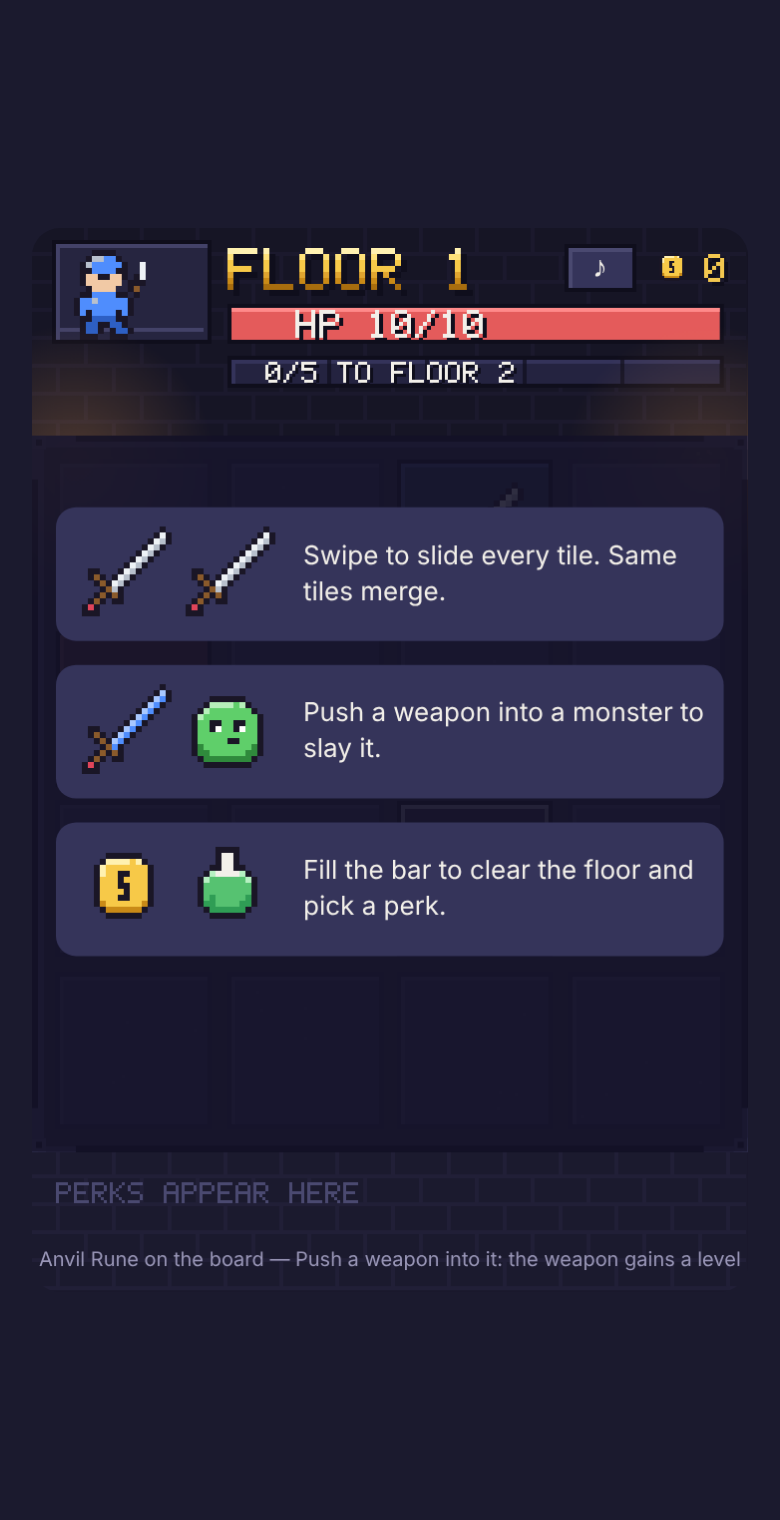 FLOOR 1
♪
0
HP 10/10
0/5 TO FLOOR 2
Swipe to slide every tile. Same
tiles merge.
Push a weapon into a monster to
slay it.
Fill the bar to clear the floor and
pick a perk.
PERKS APPEAR HERE
Anvil Rune on the board — Push a weapon into it: the weapon gains a level